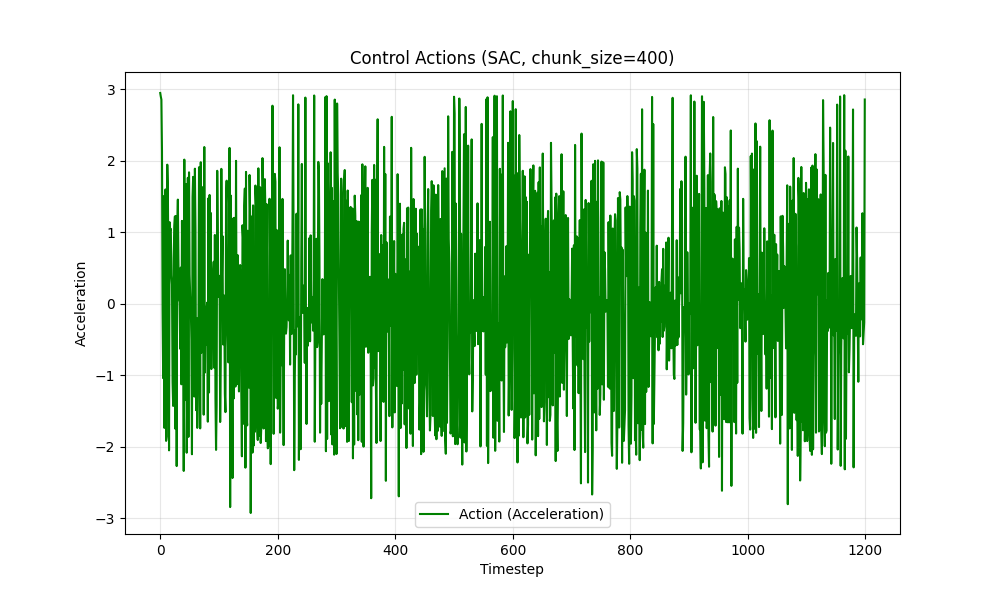 Control Actions (SAC, chunk_size=400)
3
2
1
0
−1
−2
−3
Acceleration
Action (Acceleration)
0 200 400 600 800 1000 1200
Timestep